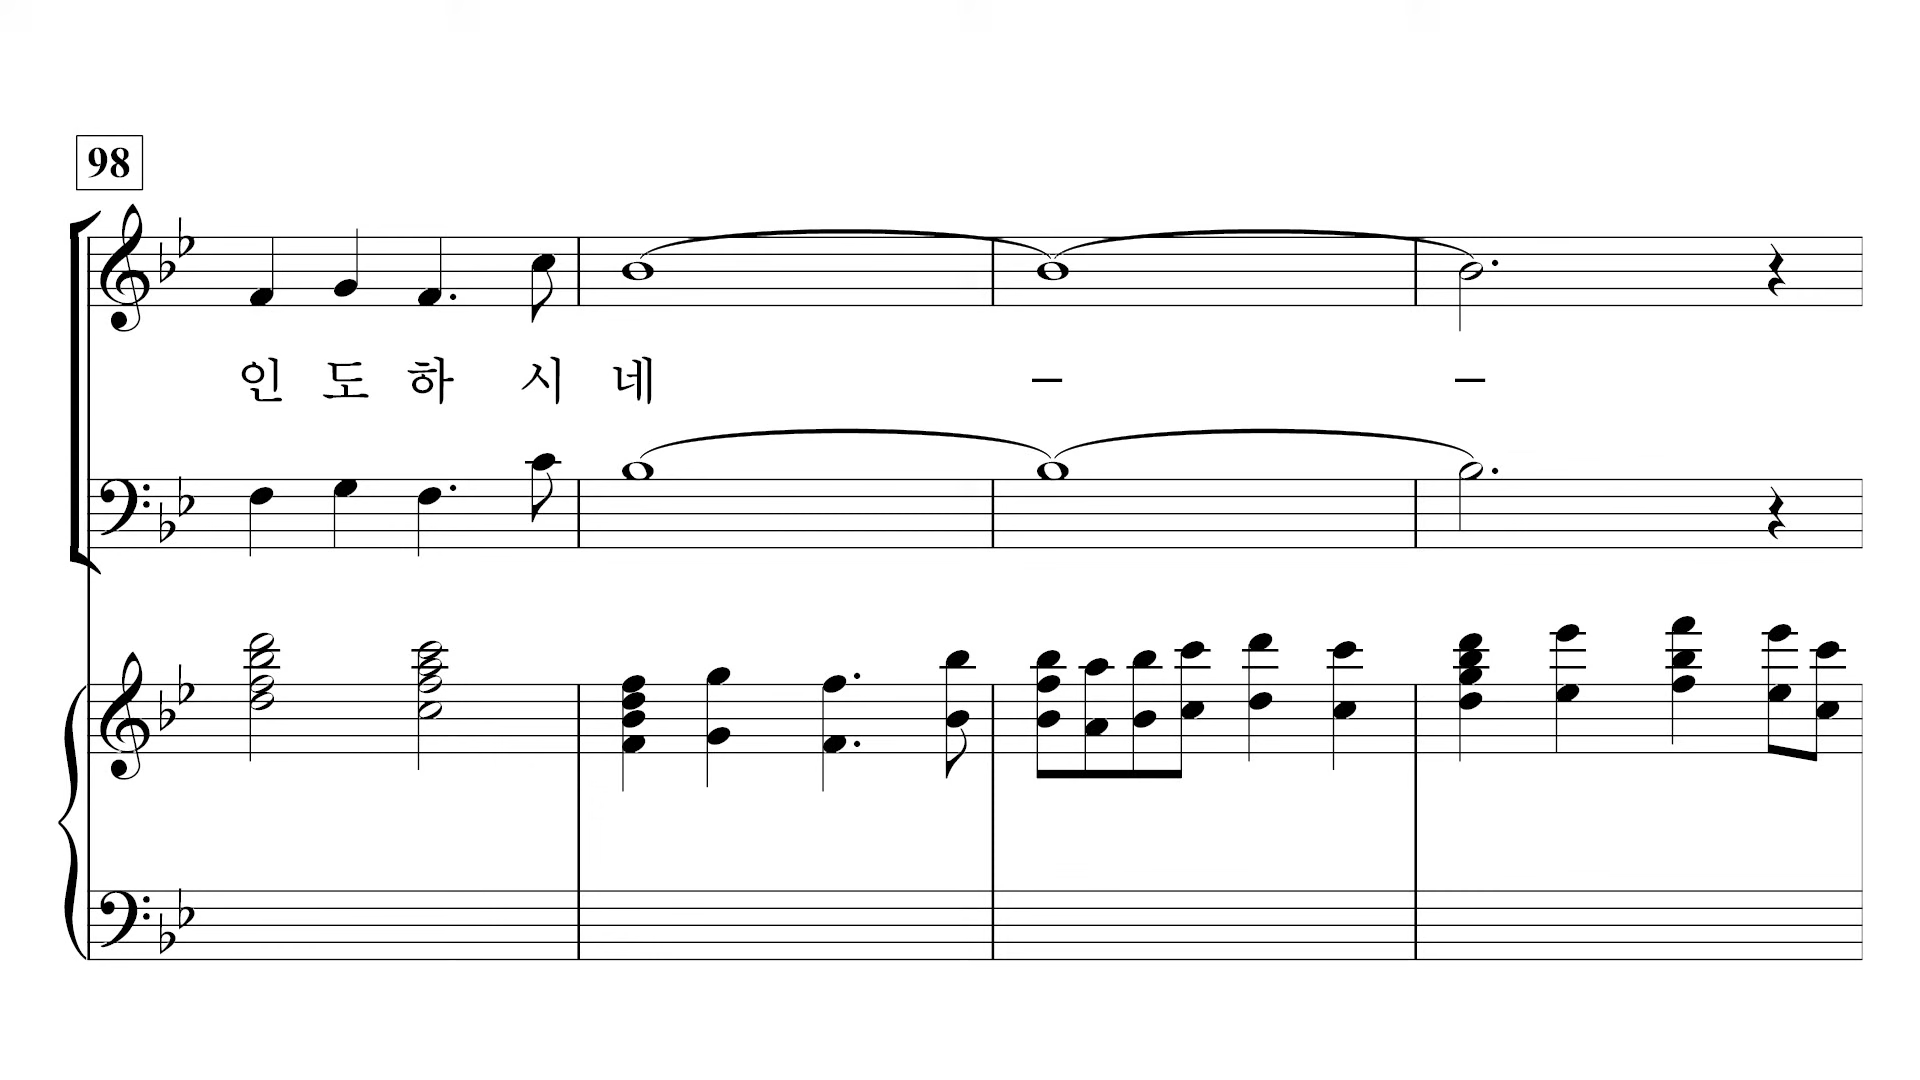 98
인 도 하 시 네 – –